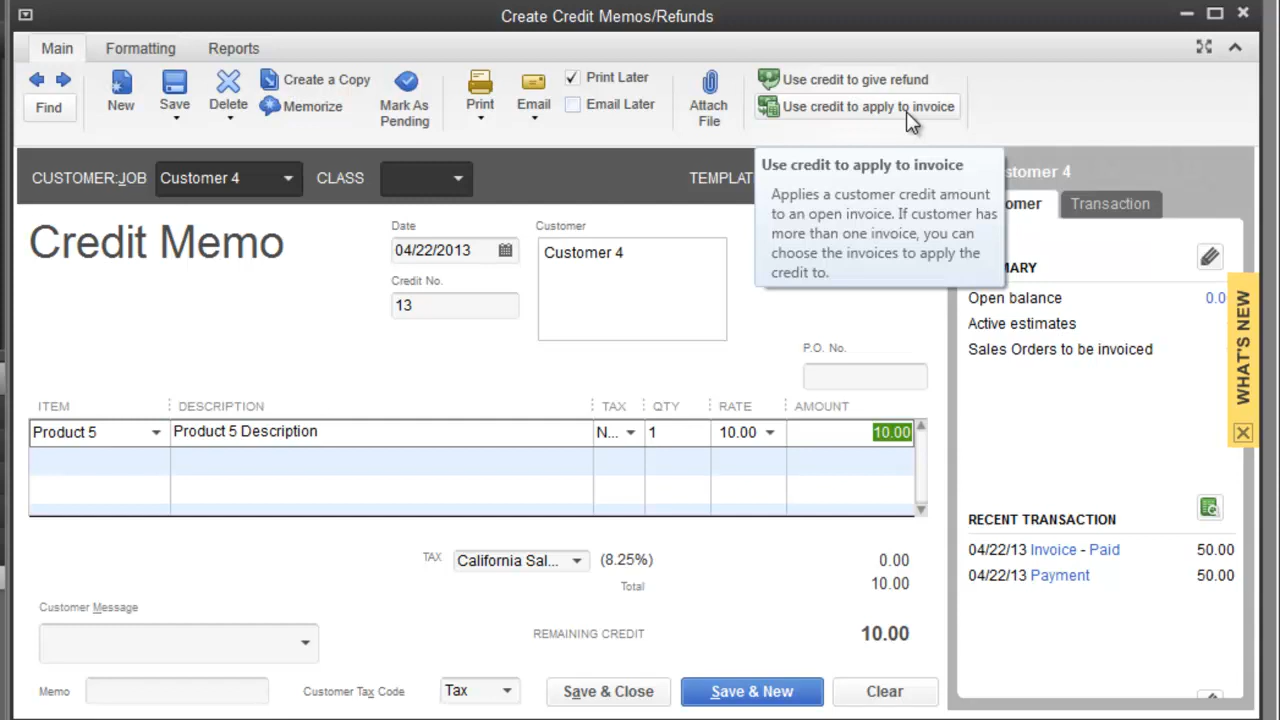 Create Credit Memos/Refunds
Main Formatting Reports
Find
New
Save
Delete
Create a Copy
Memorize
Mark As
Pending
Print
Email
Print Later
Email Later
Attach
File
Use credit to give refund
Use credit to apply to invoice
CUSTOMER:JOB Customer 4 CLASS TEMPLAT
Use credit to apply to invoice
Applies a customer credit amount
to an open invoice. If customer has
more than one invoice, you can
choose the invoices to apply the
credit to.
stomer 4
omer Transaction
Credit Memo
Date
04/22/2013
Credit No.
13
Customer
Customer 4
P.O. No.
MARY
Open balance 0.0
Active estimates
Sales Orders to be invoiced
WHAT'S NEW
ITEM DESCRIPTION TAX QTY RATE AMOUNT
Product 5 Product 5 Description N... 1 10.00 10.00
RECENT TRANSACTION
04/22/13 Invoice - Paid 50.00
04/22/13 Payment 50.00
TAX California Sal... (8.25%) 0.00
Total 10.00
Customer Message
REMAINING CREDIT 10.00
Memo
Customer Tax Code Tax
Save & Close
Save & New
Clear